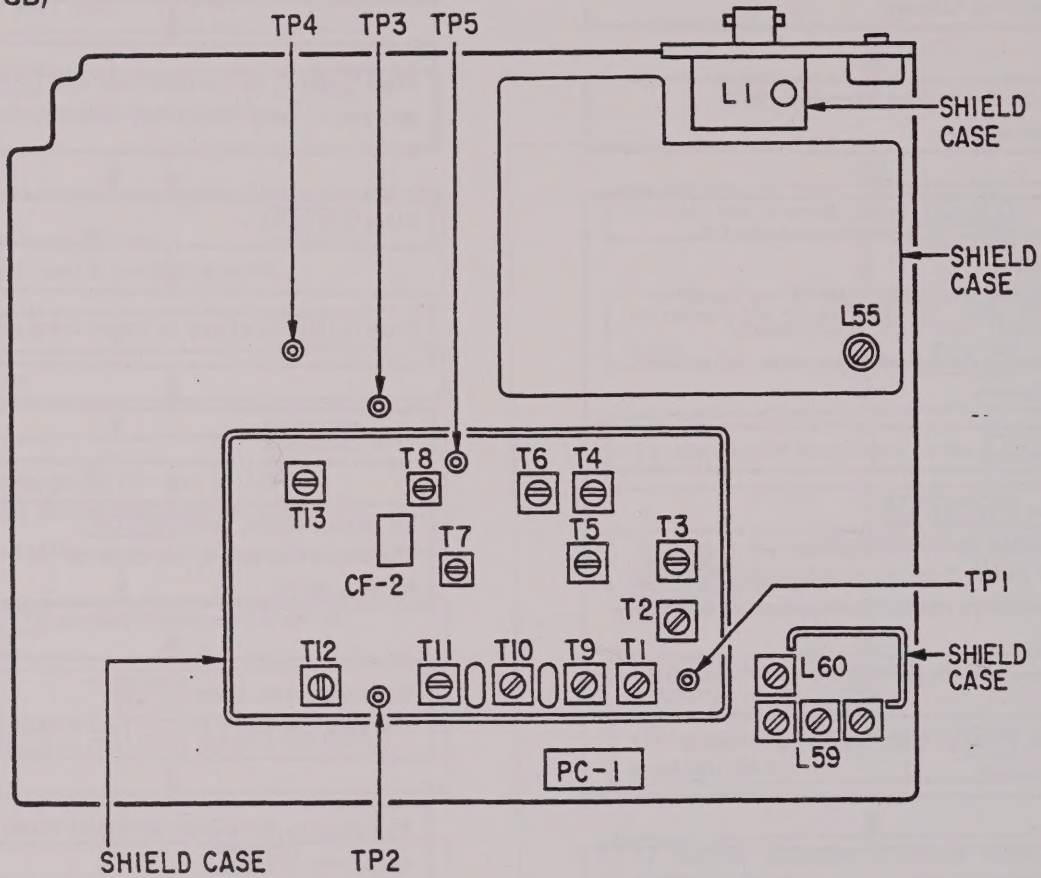 TP4 TP3 TP5
L1
SHIELD
CASE
SHIELD
CASE
L55
T8 T6 T4
T13
T7 T5 T3
CF-2
TP1
T2
T12 T11 T10 T9 T1
L60
SHIELD
CASE
L59
PC-1
SHIELD CASE TP2